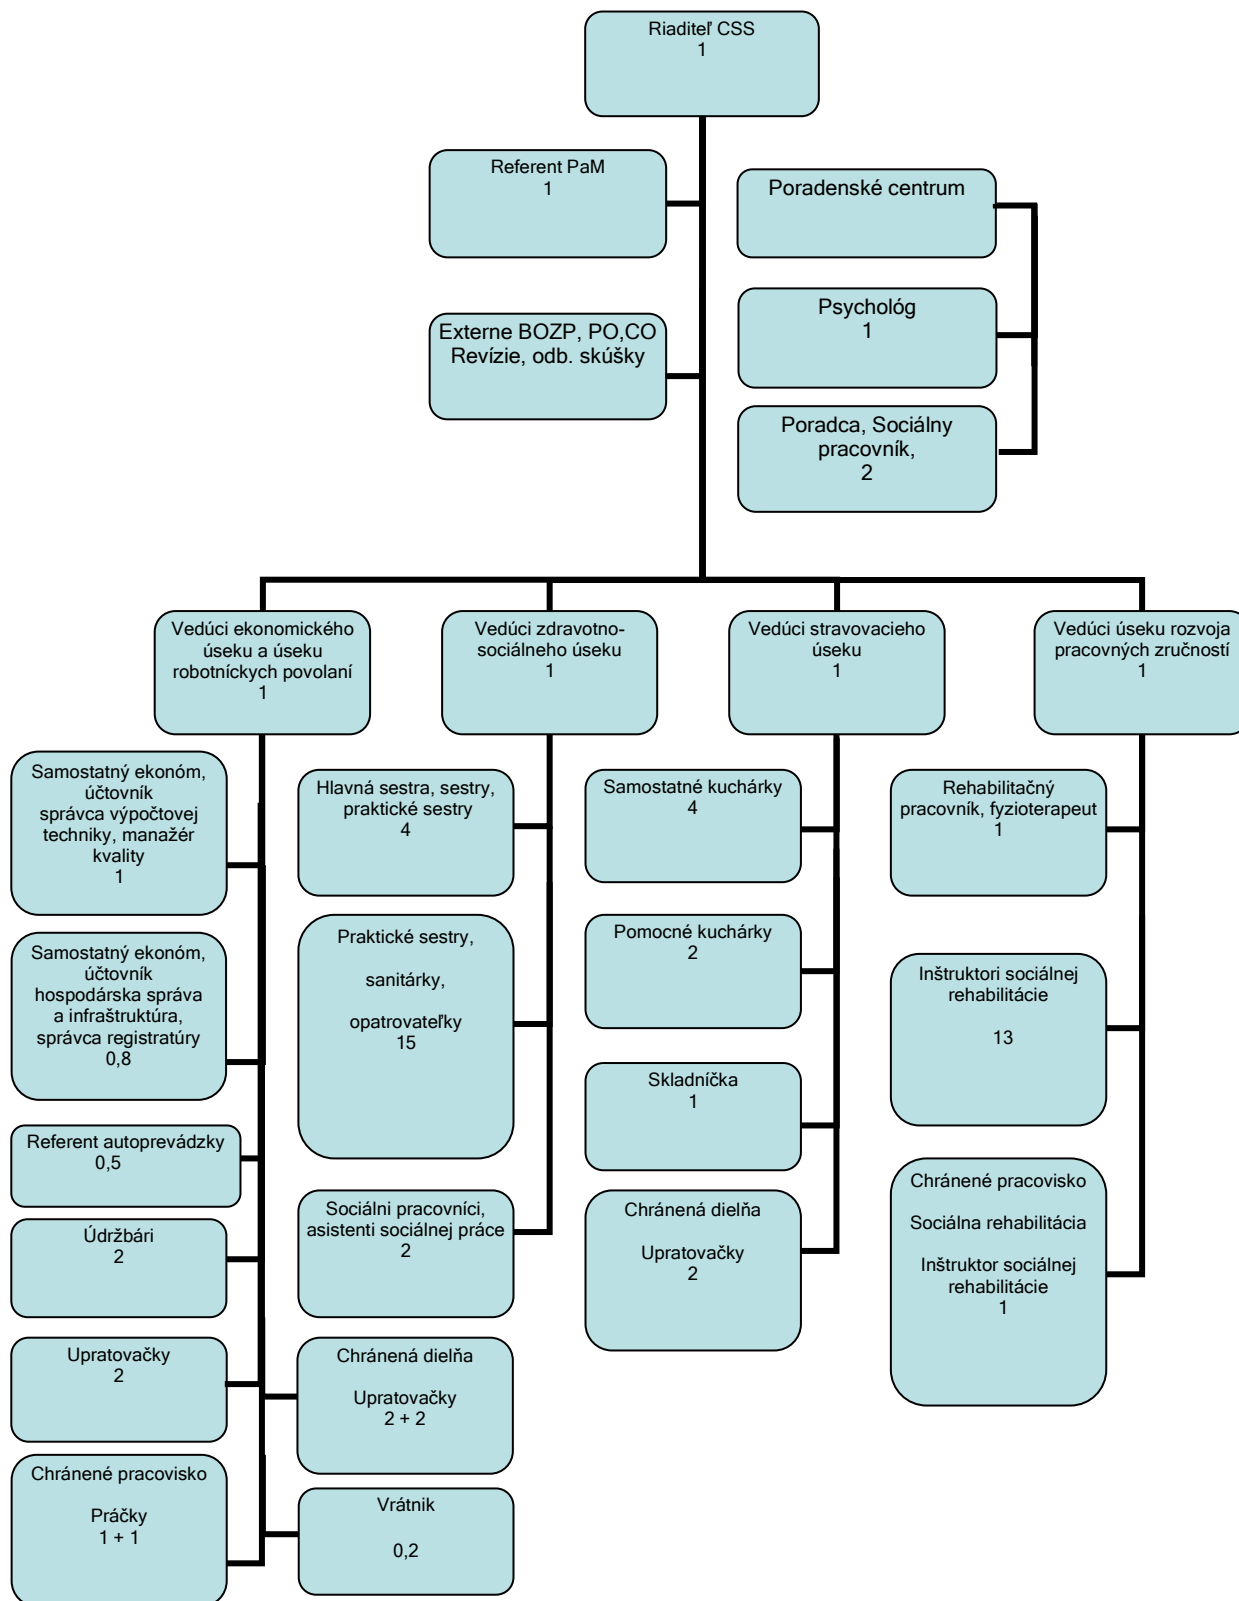 Riaditeľ CSS
1
Referent PaM
1
Poradenské centrum
Externe BOZP, PO,CO
Revízie, odb. skúšky
Psychológ
1
Poradca, Sociálny
pracovník,
2
Vedúci ekonomického
úseku a úseku
robotníckych povolaní
1
Vedúci zdravotno-
sociálneho úseku
1
Vedúci stravovacieho
úseku
1
Vedúci úseku rozvoja
pracovných zručností
1
Samostatný ekonóm,
účtovník
správca výpočtovej
techniky, manažér
kvality
1
Samostatný ekonóm,
účtovník
hospodárska správa
a infraštruktúra,
správca registratúry
0,8
Referent autoprevádzky
0,5
Údržbári
2
Upratovačky
2
Chránené pracovisko
Práčky
1 + 1
Hlavná sestra, sestry,
praktické sestry
4
Praktické sestry,
sanitárky,
opatrovateľky
15
Sociálni pracovníci,
asistenti sociálnej práce
2
Chránená dielňa
Upratovačky
2 + 2
Vrátnik
0,2
Samostatné kuchárky
4
Pomocné kuchárky
2
Skladníčka
1
Chránená dielňa
Upratovačky
2
Rehabilitačný
pracovník, fyzioterapeut
1
Inštruktori sociálnej
rehabilitácie
13
Chránené pracovisko
Sociálna rehabilitácia
Inštruktor sociálnej
rehabilitácie
1